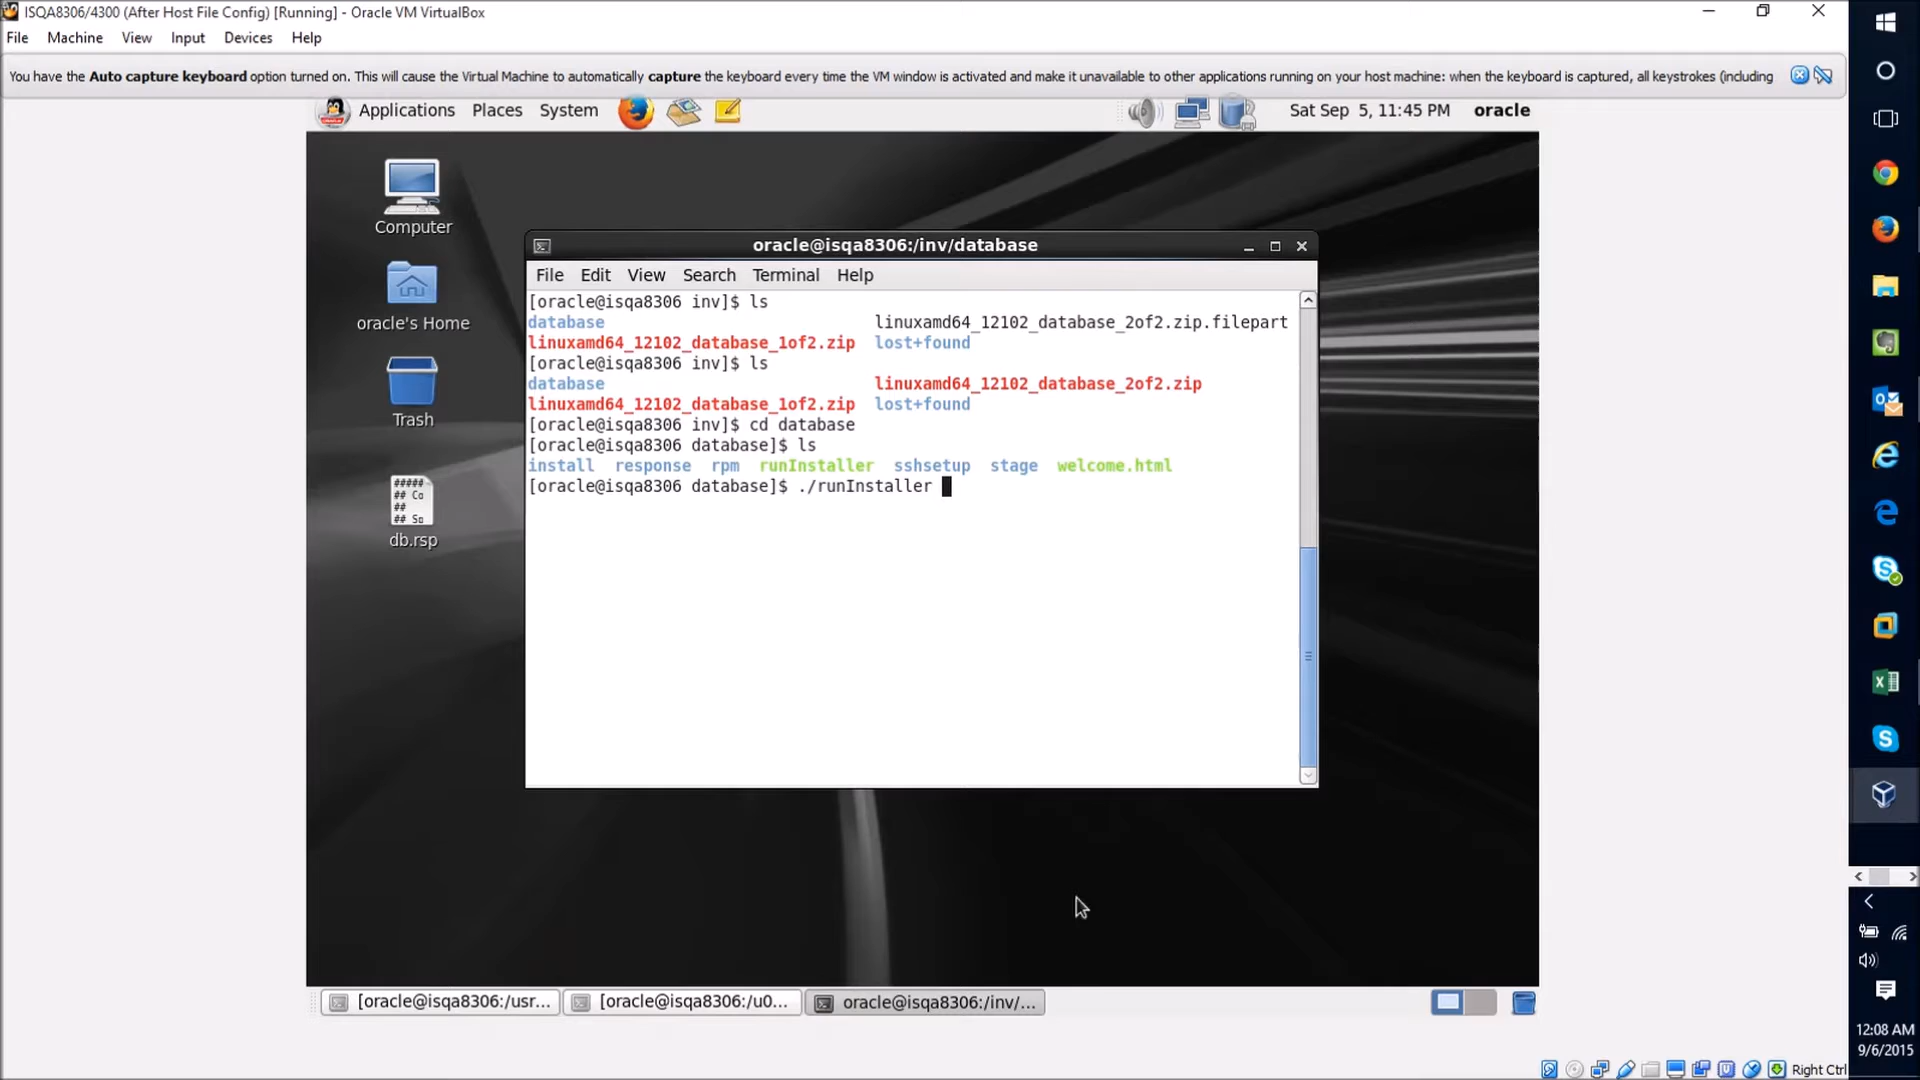 ISQA8306/4300 (After Host File Config) [Running] - Oracle VM VirtualBox
File Machine View Input Devices Help
You have the Auto capture keyboard option turned on. This will cause the Virtual Machine to automatically capture the keyboard every time the VM window is activated and make it unavailable to other applications running on your host machine: when the keyboard is captured, all keystrokes (including
Applications Places System Sat Sep 5, 11:45 PM oracle
Computer
oracle's Home
Trash
#####
## Co
##
## So
db.rsp
oracle@isqa8306:/inv/database
File Edit View Search Terminal Help
[oracle@isqa8306 inv]$ ls
database linuxamd64_12102_database_2of2.zip.filepart
linuxamd64_12102_database_1of2.zip lost+found
[oracle@isqa8306 inv]$ ls
database linuxamd64_12102_database_2of2.zip
linuxamd64_12102_database_1of2.zip lost+found
[oracle@isqa8306 inv]$ cd database
[oracle@isqa8306 database]$ ls
install response rpm runInstaller sshsetup stage welcome.html
[oracle@isqa8306 database]$ ./runInstaller
[oracle@isqa8306:/usr... [oracle@isqa8306:/u0... oracle@isqa8306:/inv/...
12:08 AM
9/6/2015
Right Ctrl